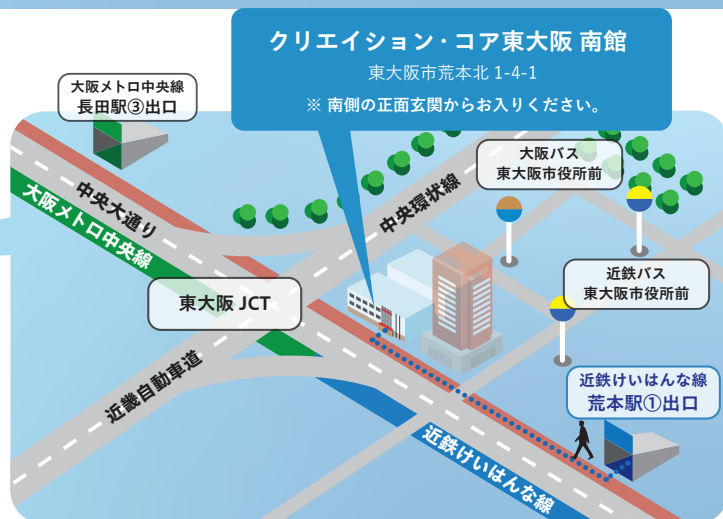 クリエイション・コア東大阪 南館
東大阪市荒本北 1-4-1
※ 南側の正面玄関からお入りください。
大阪メトロ中央線
長田駅③出口
大阪バス
東大阪市役所前
中央環状線
中央大通り
大阪メトロ中央線
東大阪 JCT
近鉄バス
東大阪市役所前
近畿自動車道
近鉄けいはんな線
荒本駅①出口
近鉄けいはんな線